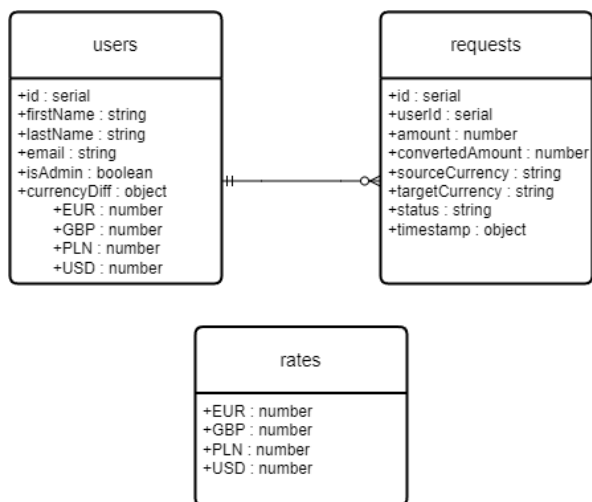 users
+id : serial
+firstName : string
+lastName : string
+email : string
+isAdmin : boolean
+currencyDiff : object
+EUR : number
+GBP : number
+PLN : number
+USD : number
requests
+id : serial
+userId : serial
+amount : number
+convertedAmount : number
+sourceCurrency : string
+targetCurrency : string
+status : string
+timestamp : object
rates
+EUR : number
+GBP : number
+PLN : number
+USD : number